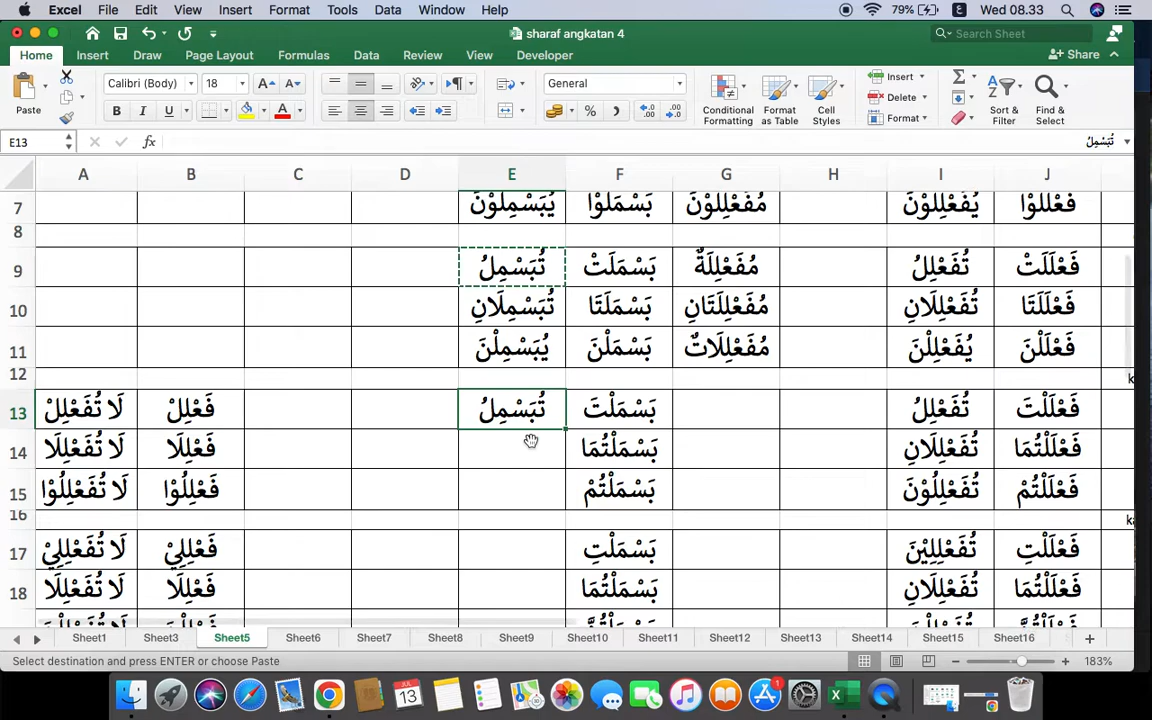 Excel File Edit View Insert Format Tools Data Window Help 79% ع Wed 08.33
sharaf angkatan 4 Search Sheet
Home Insert Draw Page Layout Formulas Data Review View Developer Share
Paste Calibri (Body) 18 A A General Insert Delete Format
B I U A % Conditional Formatting Format as Table Cell Styles Sort & Filter Find & Select
E13 fx تُبَسْمِلُ
A B C D E F G H I J
7 يُبَسْمِلُوْنَ بَسْمَلُوْا مُفَعْلِلُوْنَ يُفَعْلِلُوْنَ فَعْلَلُوْا
8
9 تُبَسْمِلُ بَسْمَلَتْ مُفَعْلِلَةٌ تُفَعْلِلُ فَعْلَلَتْ
10 تُبَسْمِلَانِ بَسْمَلَتَا مُفَعْلِلَتَانِ تُفَعْلِلَانِ فَعْلَلَتَا
11 يُبَسْمِلْنَ بَسْمَلْنَ مُفَعْلِلَاتٌ يُفَعْلِلْنَ فَعْلَلْنَ
12
13 لَا تُفَعْلِلْ فَعْلِلْ تُبَسْمِلُ بَسْمَلْتَ تُفَعْلِلُ فَعْلَلْتَ
14 لَا تُفَعْلِلَا فَعْلِلَا بَسْمَلْتُمَا تُفَعْلِلَانِ فَعْلَلْتُمَا
15 لَا تُفَعْلِلُوْا فَعْلِلُوْا بَسْمَلْتُمْ تُفَعْلِلُوْنَ فَعْلَلْتُمْ
16
17 لَا تُفَعْلِلِيْ فَعْلِلِيْ بَسْمَلْتِ تُفَعْلِلِيْنَ فَعْلَلْتِ
18 لَا تُفَعْلِلَا فَعْلِلَا بَسْمَلْتُمَا تُفَعْلِلَانِ فَعْلَلْتُمَا
Sheet1 Sheet3 Sheet5 Sheet6 Sheet7 Sheet8 Sheet9 Sheet10 Sheet11 Sheet12 Sheet13 Sheet14 Sheet15 Sheet16
Select destination and press ENTER or choose Paste 183%
JUL 13 1